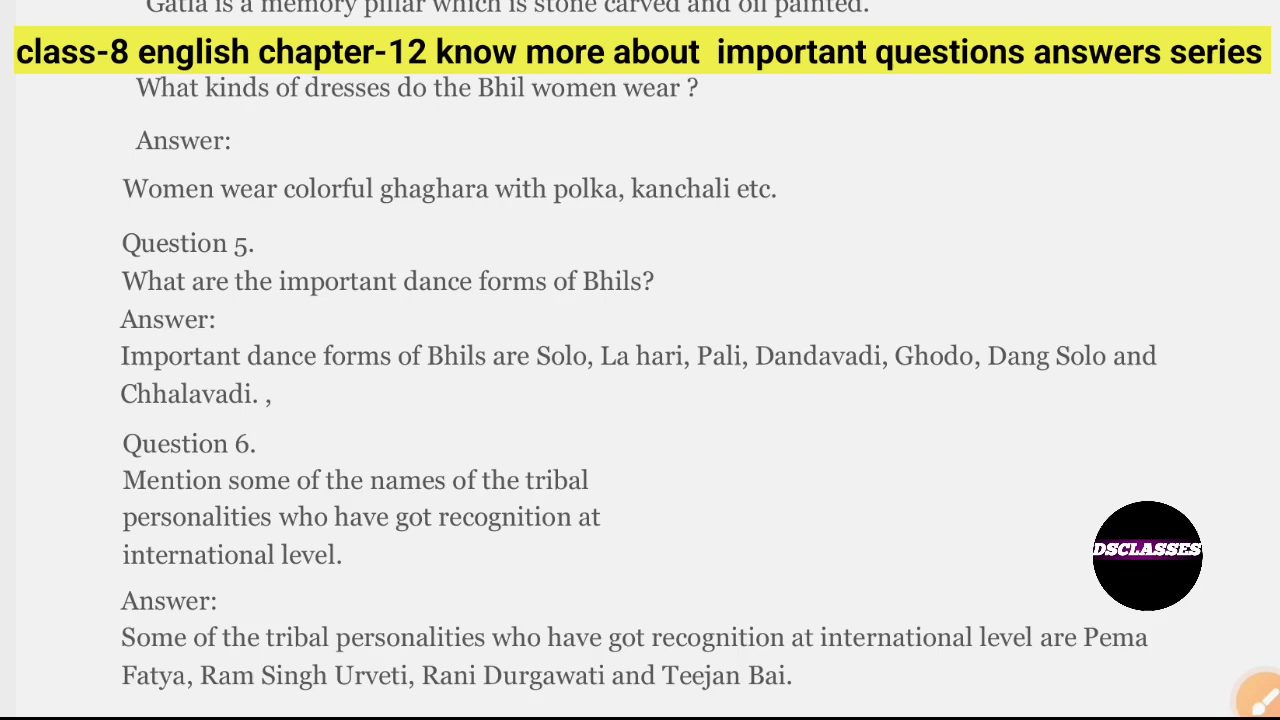 "Gatla is a memory pillar which is stone carved and oil painted.
class-8 english chapter-12 know more about important questions answers series
What kinds of dresses do the Bhil women wear ?
Answer:
Women wear colorful ghaghara with polka, kanchali etc.
Question 5.
What are the important dance forms of Bhils?
Answer:
Important dance forms of Bhils are Solo, La hari, Pali, Dandavadi, Ghodo, Dang Solo and
Chhalavadi. ,
Question 6.
Mention some of the names of the tribal
personalities who have got recognition at
international level.
Answer:
DSCLASSES
Some of the tribal personalities who have got recognition at international level are Pema
Fatya, Ram Singh Urveti, Rani Durgawati and Teejan Bai.